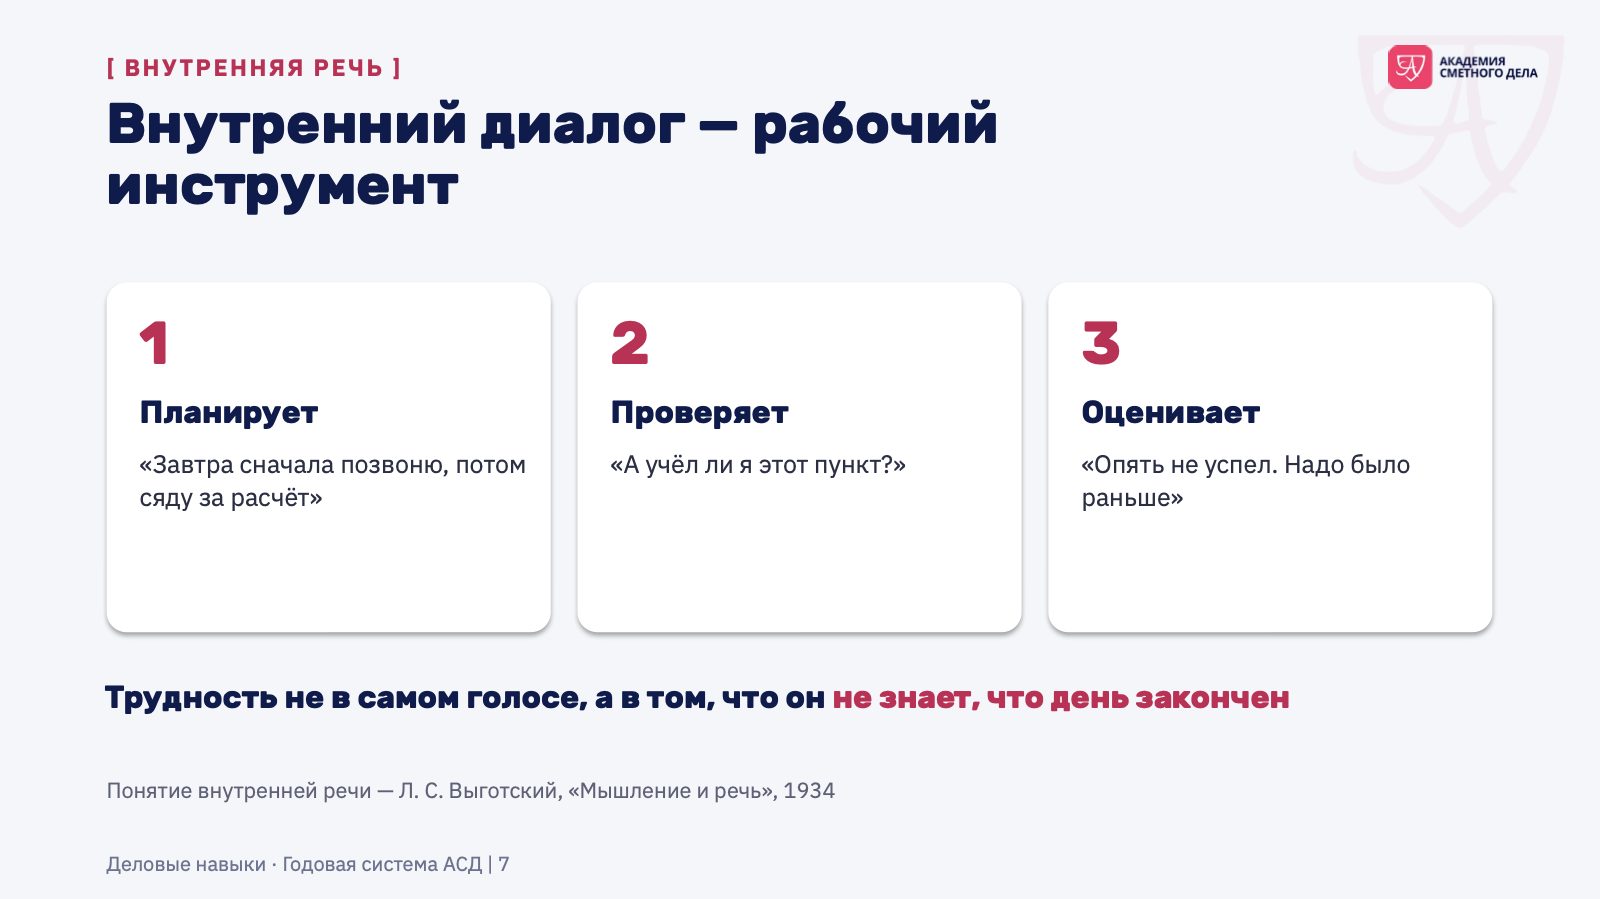 [ ВНУТРЕННЯЯ РЕЧЬ ]
АКАДЕМИЯ
СМЕТНОГО ДЕЛА
Внутренний диалог — рабочий
инструмент
1
Планирует
«Завтра сначала позвоню, потом
сяду за расчёт»
2
Проверяет
«А учёл ли я этот пункт?»
3
Оценивает
«Опять не успел. Надо было
раньше»
Трудность не в самом голосе, а в том, что он не знает, что день закончен
Понятие внутренней речи — Л. С. Выготский, «Мышление и речь», 1934
Деловые навыки · Годовая система АСД | 7